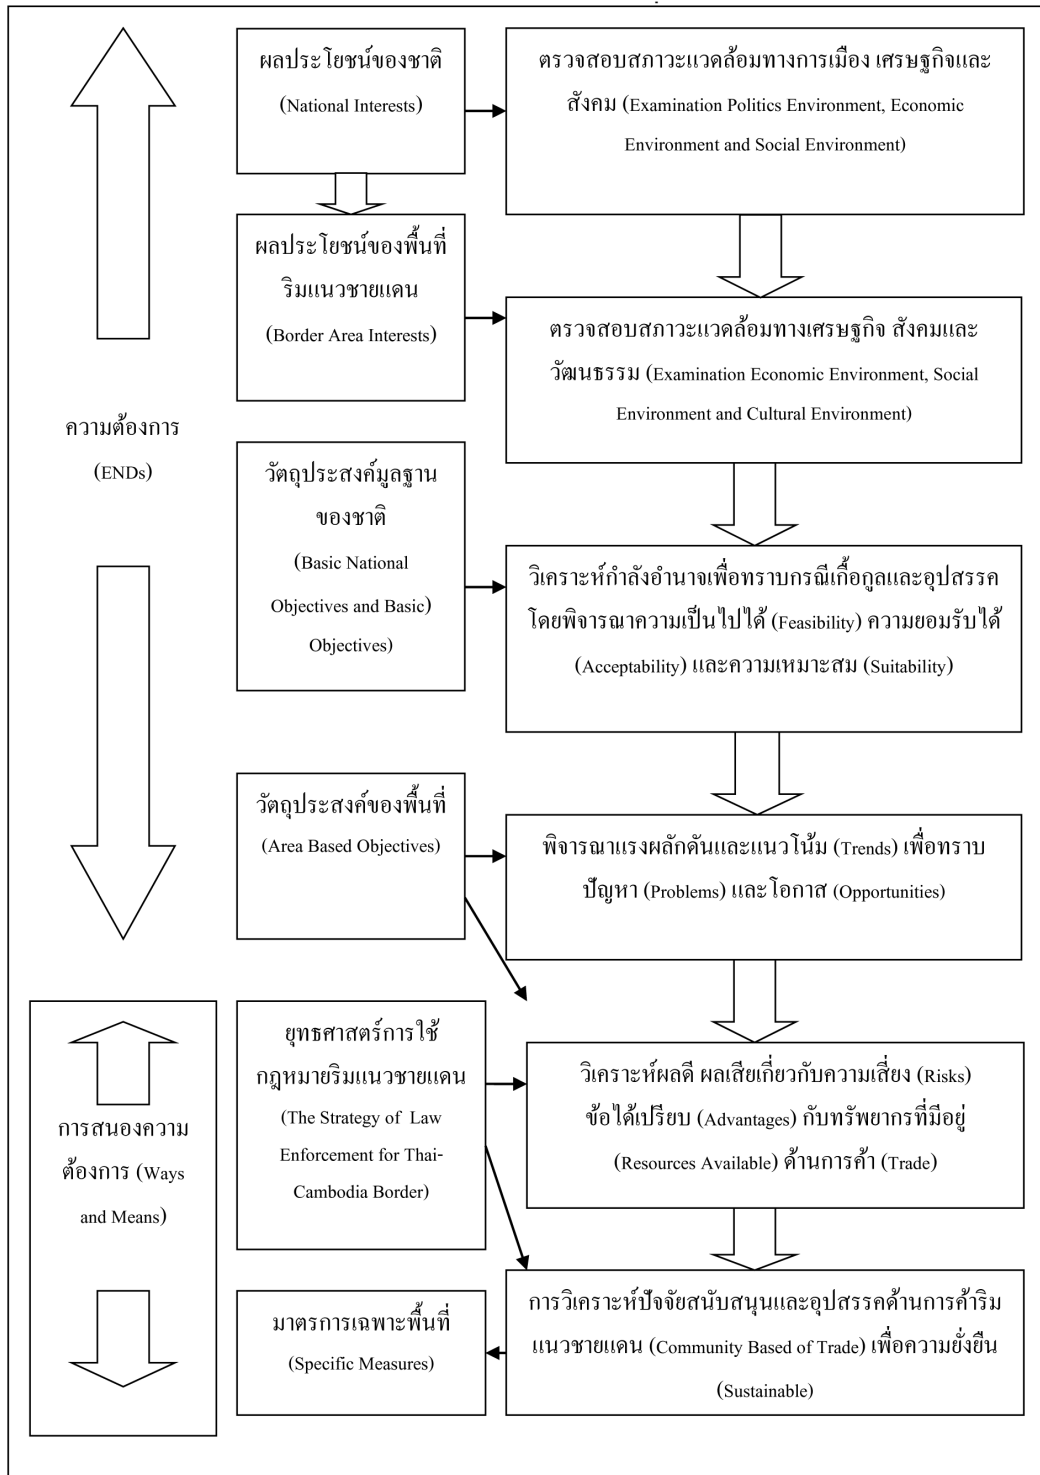 ผลประโยชน์ของชาติ
(National Interests)
ตรวจสอบสภาวะแวดล้อมทางการเมือง เศรษฐกิจและ
สังคม (Examination Politics Environment, Economic
Environment and Social Environment)
ผลประโยชน์ของพื้นที่
ริมแนวชายแดน
(Border Area Interests)
ตรวจสอบสภาวะแวดล้อมทางเศรษฐกิจ สังคมและ
วัฒนธรรม (Examination Economic Environment, Social
Environment and Cultural Environment)
ความต้องการ
(ENDs)
วัตถุประสงค์มูลฐาน
ของชาติ
(Basic National
Objectives and Basic)
Objectives)
วิเคราะห์กำลังอำนาจเพื่อทราบกรณีเกื้อกูลและอุปสรรค
โดยพิจารณาความเป็นไปได้ (Feasibility) ความยอมรับได้
(Acceptability) และความเหมาะสม (Suitability)
วัตถุประสงค์ของพื้นที่
(Area Based Objectives)
พิจารณาแรงผลักดันและแนวโน้ม (Trends) เพื่อทราบ
ปัญหา (Problems) และโอกาส (Opportunities)
การสนองความ
ต้องการ (Ways
and Means)
ยุทธศาสตร์การใช้
กฎหมายริมแนวชายแดน
(The Strategy of Law
Enforcement for Thai-
Cambodia Border)
วิเคราะห์ผลดี ผลเสียเกี่ยวกับความเสี่ยง (Risks)
ข้อได้เปรียบ (Advantages) กับทรัพยากรที่มีอยู่
(Resources Available) ด้านการค้า (Trade)
มาตรการเฉพาะพื้นที่
(Specific Measures)
การวิเคราะห์ปัจจัยสนับสนุนและอุปสรรคด้านการค้าริม
แนวชายแดน (Community Based of Trade) เพื่อความยั่งยืน
(Sustainable)